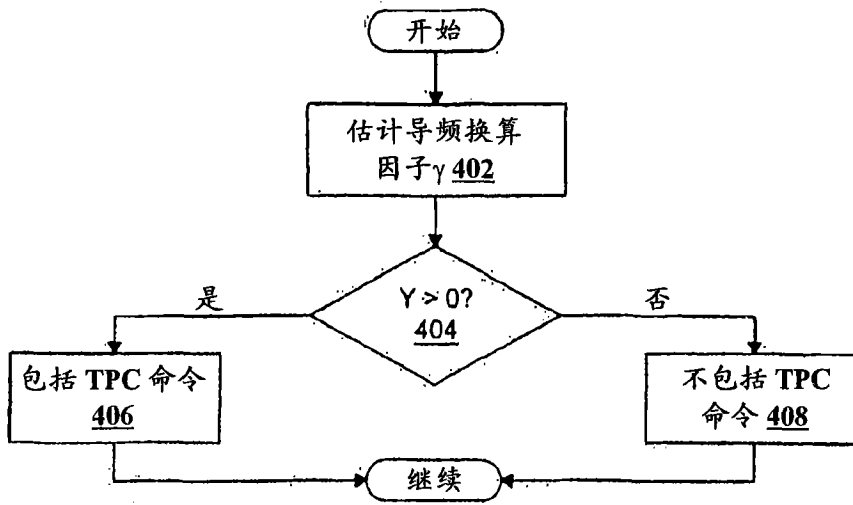 开始
估计导频换算
因子γ 402
Y > 0?
404
是
否
包括 TPC 命令
406
不包括 TPC
命令 408
继续